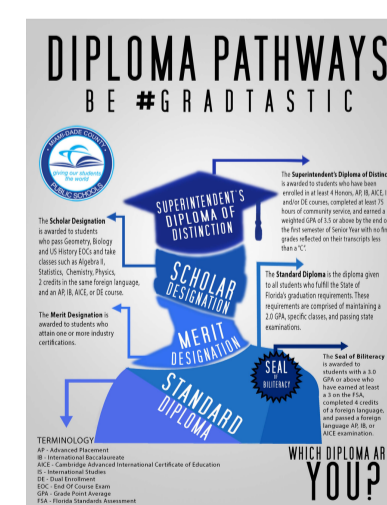 DIPLOMA PATHWAYS
BE #GRADTASTIC
MIAMI-DADE COUNTY
giving our students
the world
PUBLIC SCHOOLS
SUPERINTENDENT'S
DIPLOMA OF
DISTINCTION
The Superintendent's Diploma of Distinc
is awarded to students who have been
enrolled in at least 4 Honors, AP, IB, AICE, I
and/or DE courses, completed at least 75
hours of community service, and earned a
weighted GPA of 3.5 or above by the end o
the first semester of Senior Year with no fin
grades reflected on their transcripts less
than a "C".
The Scholar Designation
is awarded to students
who pass Geometry, Biology
and US History EOCs and take
classes such as Algebra II,
Statistics, Chemistry, Physics,
2 credits in the same foreign language,
and an AP, IB, AICE, or DE course.
SCHOLAR
DESIGNATION
The Standard Diploma is the diploma given
to all students who fulfill the State of
Florida's graduation requirements. These
requirements are comprised of maintaining a
2.0 GPA, specific classes, and passing state
examinations.
The Merit Designation is
awarded to students who
attain one or more industry
certifications.
MERIT
DESIGNATION
SEAL
OF
BILITERACY
The Seal of Biliteracy
is awarded to
students with a 3.0
GPA or above who
have earned at least
a 3 on the FSA,
completed 4 credits
of a foreign language,
and passed a foreign
language AP, IB, or
AICE examination.
STANDARD
DIPLOMA
TERMINOLOGY
AP - Advanced Placement
IB - International Baccalaureate
AICE - Cambridge Advanced International Certificate of Education
IS - International Studies
DE - Dual Enrollment
EOC - End Of Course Exam
GPA - Grade Point Average
FSA - Florida Standards Assessment
WHICH DIPLOMA AR
YOU?